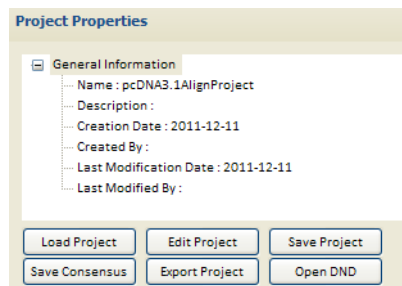 Project Properties
General Information
Name : pcDNA3.1AlignProject
Description :
Creation Date : 2011-12-11
Created By :
Last Modification Date : 2011-12-11
Last Modified By :
Load Project Edit Project Save Project
Save Consensus Export Project Open DND